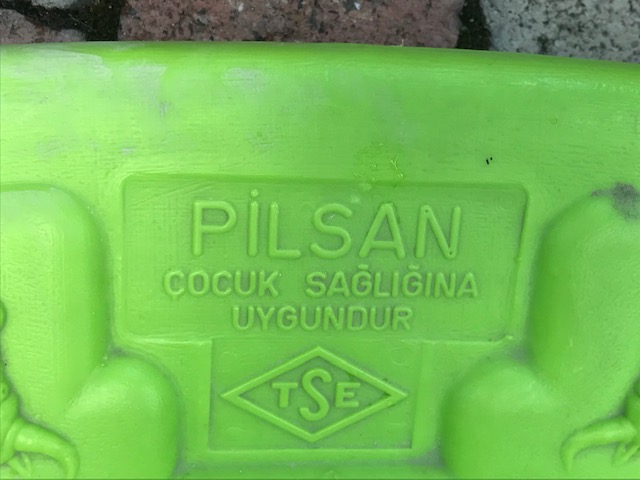 PİLSAN
ÇOCUK SAĞLIĞINA
UYGUNDUR
TSE